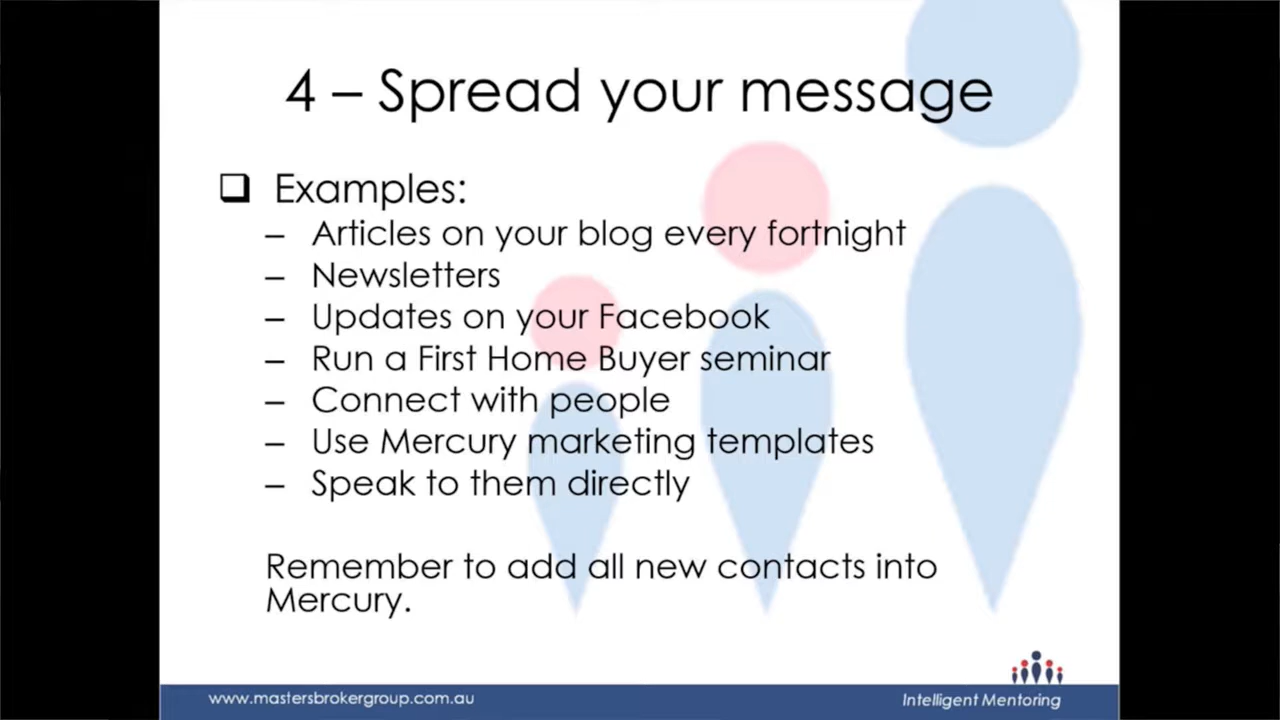 4 – Spread your message
❑ Examples:
– Articles on your blog every fortnight
– Newsletters
– Updates on your Facebook
– Run a First Home Buyer seminar
– Connect with people
– Use Mercury marketing templates
– Speak to them directly
Remember to add all new contacts into
Mercury.
www.mastersbrokergroup.com.au
Intelligent Mentoring